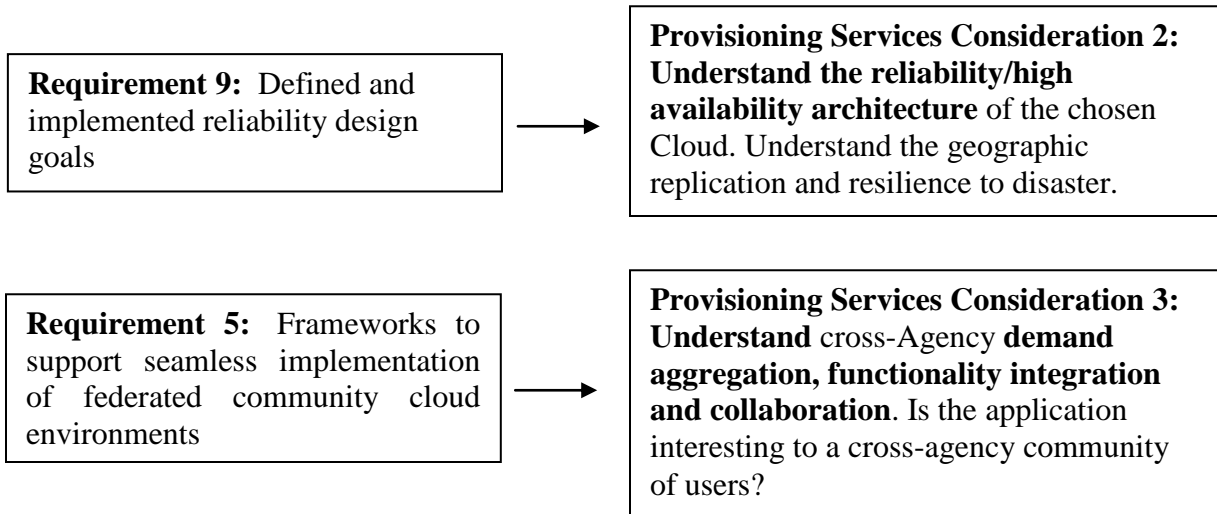 Requirement 9: Defined and
implemented reliability design
goals
Provisioning Services Consideration 2:
Understand the reliability/high
availability architecture of the chosen
Cloud. Understand the geographic
replication and resilience to disaster.
Requirement 5: Frameworks to
support seamless implementation
of federated community cloud
environments
Provisioning Services Consideration 3:
Understand cross-Agency demand
aggregation, functionality integration
and collaboration. Is the application
interesting to a cross-agency community
of users?